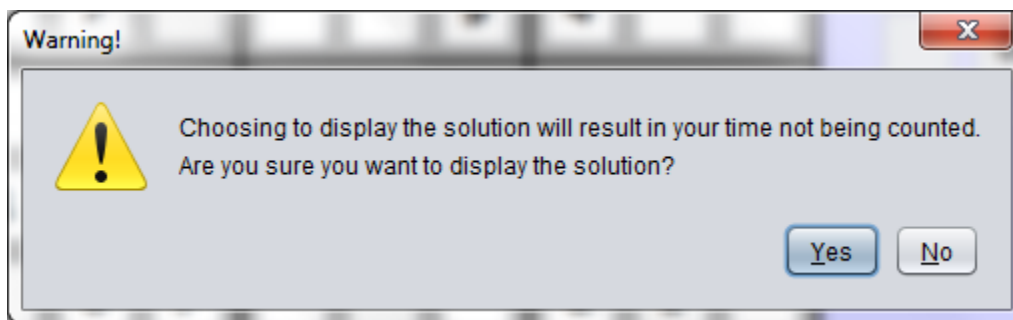 Warning!
Choosing to display the solution will result in your time not being counted.
Are you sure you want to display the solution?
Yes
No